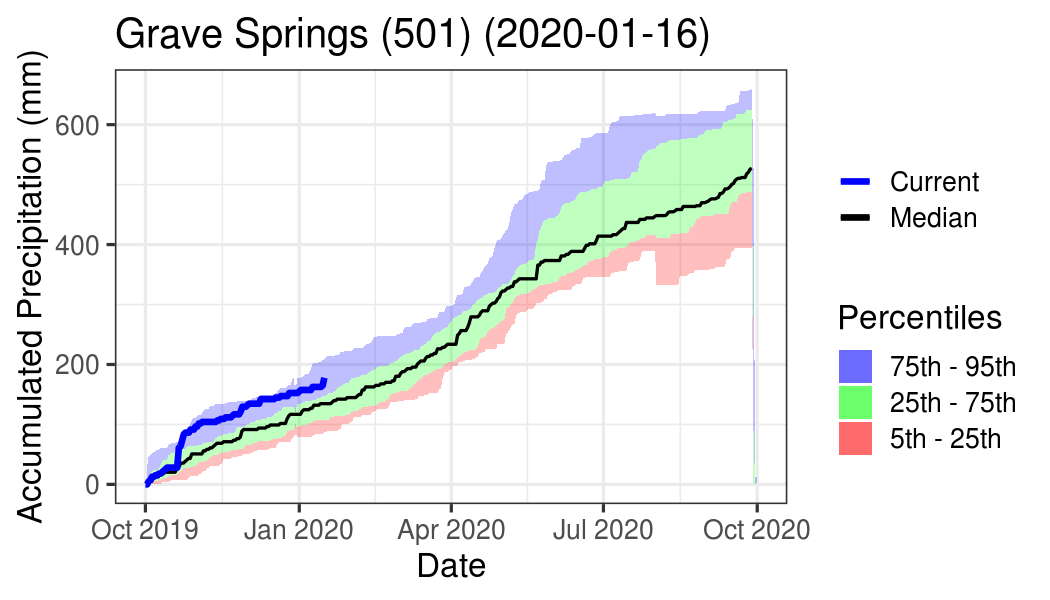 Grave Springs (501) (2020-01-16)
Accumulated Precipitation (mm)
600
400
200
0
Oct 2019
Jan 2020
Apr 2020
Jul 2020
Oct 2020
Date
Current
Median
Percentiles
75th - 95th
25th - 75th
5th - 25th